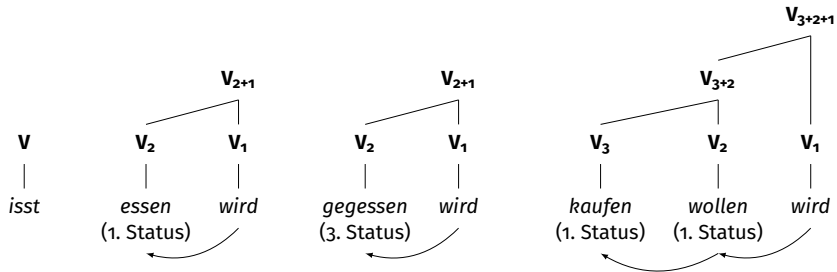 V₃₊₂₊₁
V₂₊₁ V₂₊₁ V₃₊₂
V V₂ V₁ V₂ V₁ V₃ V₂ V₁
isst essen wird gegessen wird kaufen wollen wird
(1. Status) (3. Status) (1. Status) (1. Status)